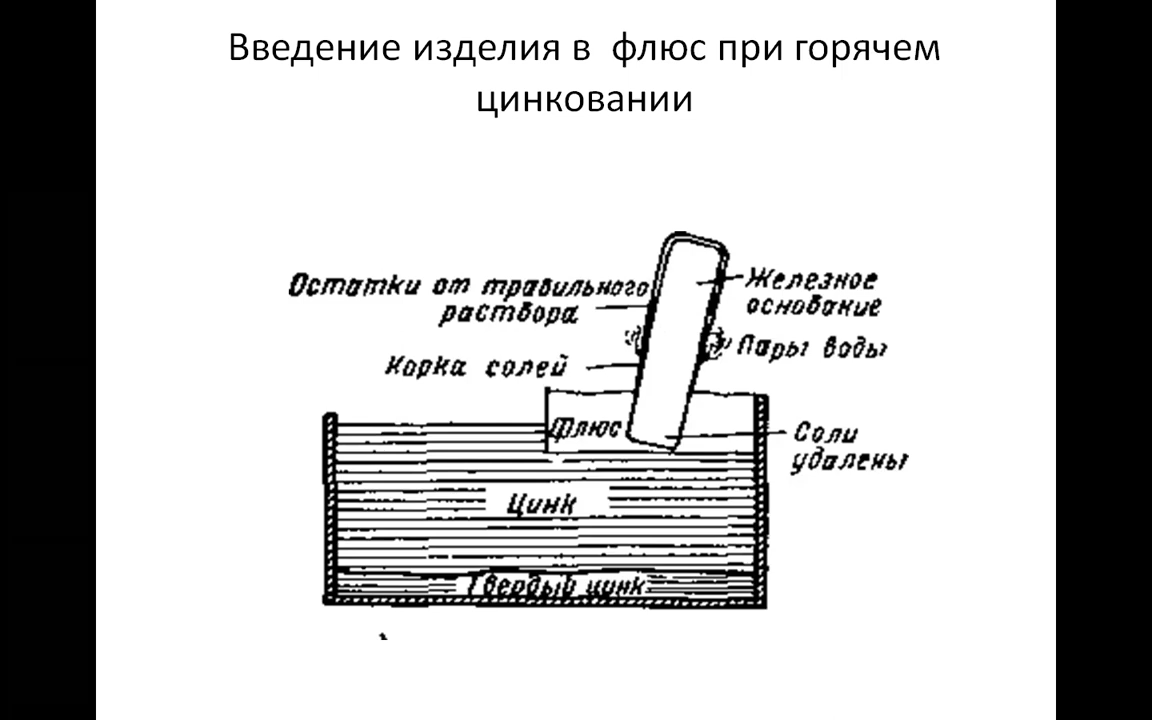 Введение изделия в флюс при горячем
цинковании
Остатки от травильного
раствора
Железное
основание
Пары воды
Корка солей
Флюс
Соли
удалены
Цинк
Твердый цинк